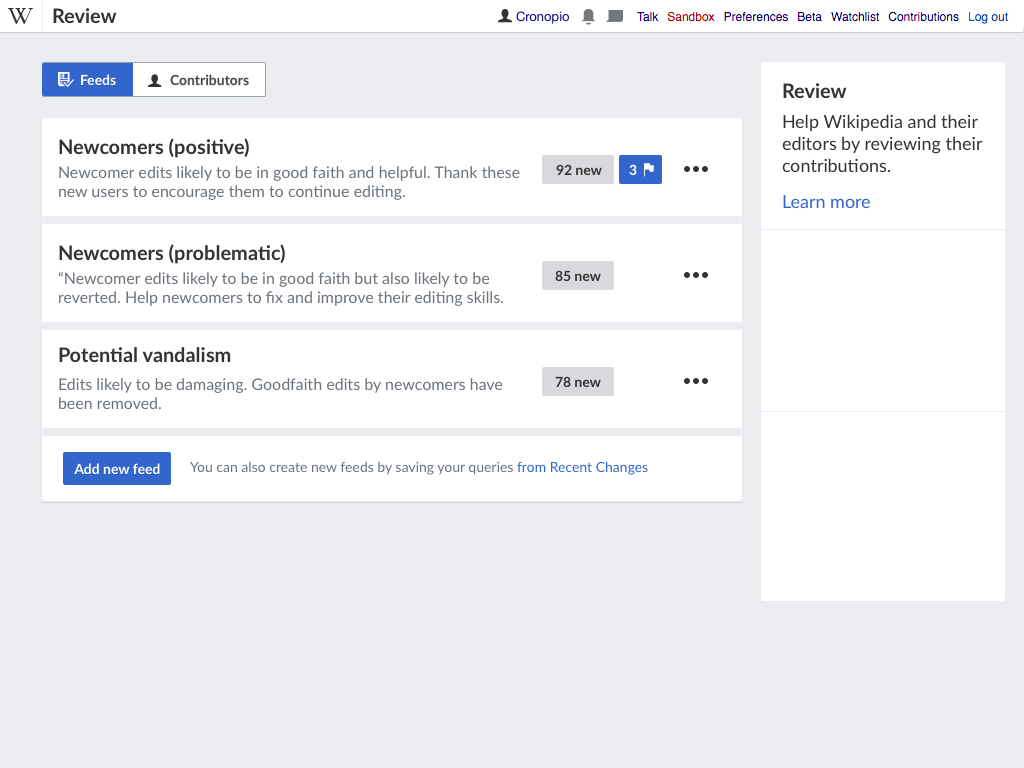 W Review Cronopio Talk Sandbox Preferences Beta Watchlist Contributions Log out
Feeds Contributors
Newcomers (positive)
Newcomer edits likely to be in good faith and helpful. Thank these
new users to encourage them to continue editing.
92 new 3
Newcomers (problematic)
“Newcomer edits likely to be in good faith but also likely to be
reverted. Help newcomers to fix and improve their editing skills.
85 new
Potential vandalism
Edits likely to be damaging. Goodfaith edits by newcomers have
been removed.
78 new
Add new feed You can also create new feeds by saving your queries from Recent Changes
Review
Help Wikipedia and their
editors by reviewing their
contributions.
Learn more